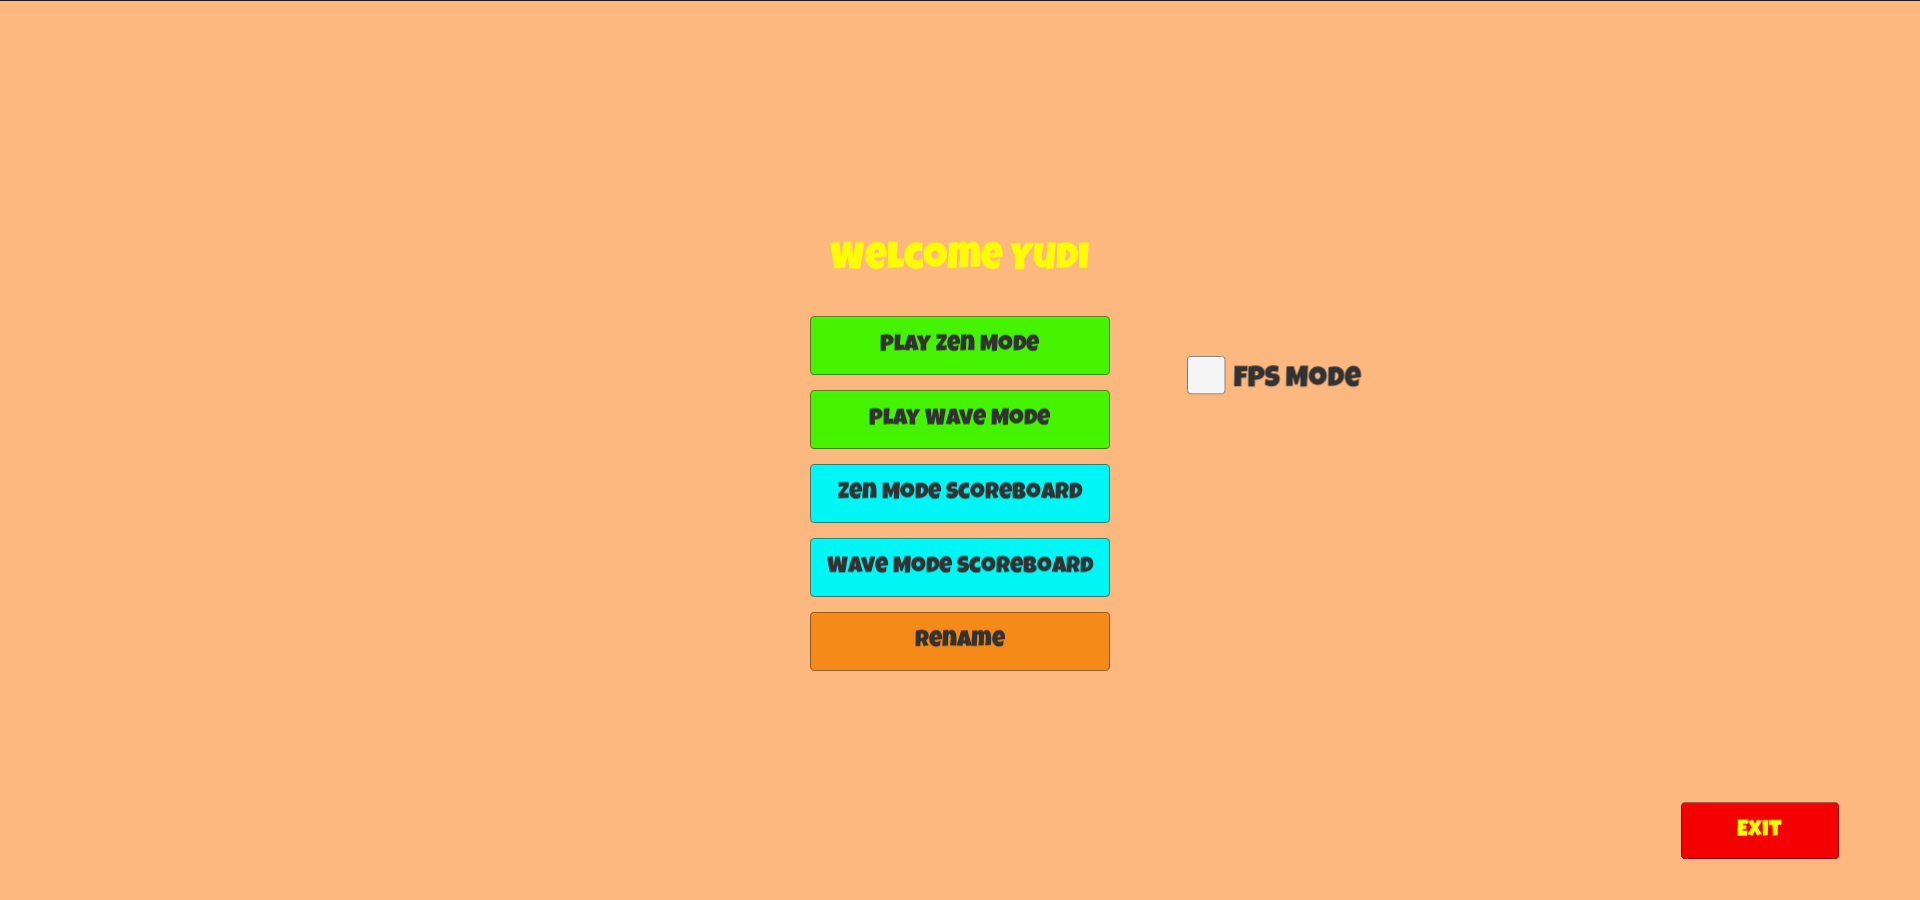 Welcome Yudi
Play Zen Mode
FPS Mode
Play Wave Mode
Zen Mode Scoreboard
Wave Mode Scoreboard
Rename
Exit